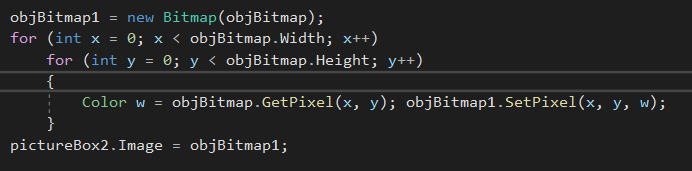 objBitmap1 = new Bitmap(objBitmap);
for (int x = 0; x < objBitmap.Width; x++)
    for (int y = 0; y < objBitmap.Height; y++)
    {
        Color w = objBitmap.GetPixel(x, y); objBitmap1.SetPixel(x, y, w);
    }
pictureBox2.Image = objBitmap1;